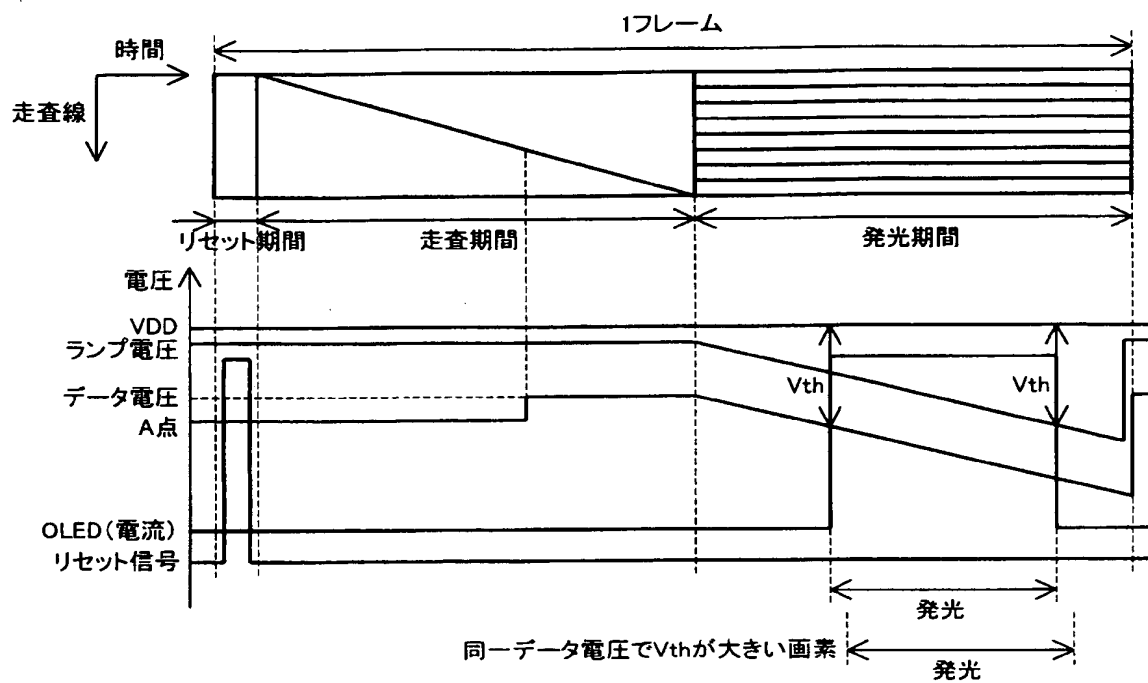 1フレーム
時間
走査線
リセット期間
走査期間
発光期間
電圧
VDD
ランプ電圧
データ電圧
A点
Vth
Vth
OLED(電流)
リセット信号
発光
同一データ電圧でVthが大きい画素
発光